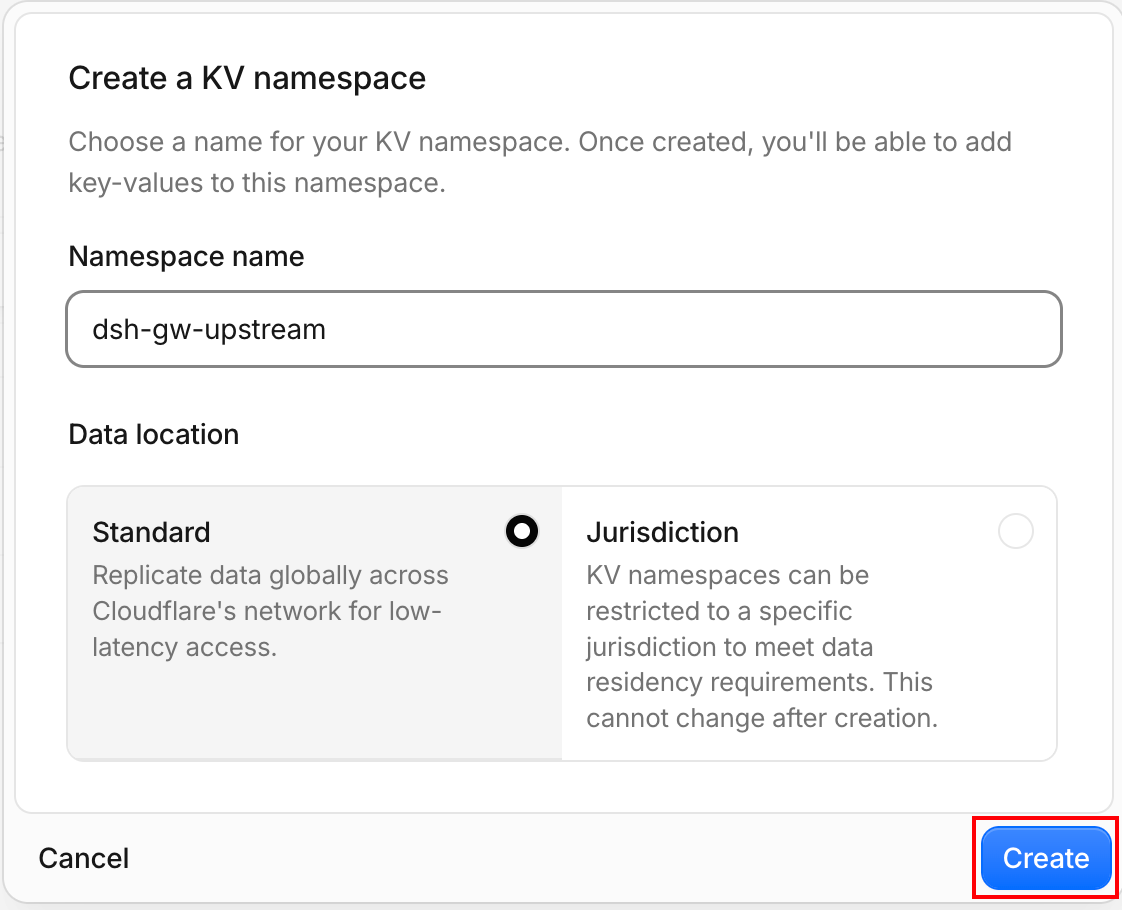 Create a KV namespace
Choose a name for your KV namespace. Once created, you'll be able to add
key-values to this namespace.
Namespace name
dsh-gw-upstream
Data location
Standard
Replicate data globally across
Cloudflare's network for low-
latency access.
Jurisdiction
KV namespaces can be
restricted to a specific
jurisdiction to meet data
residency requirements. This
cannot change after creation.
Cancel
Create